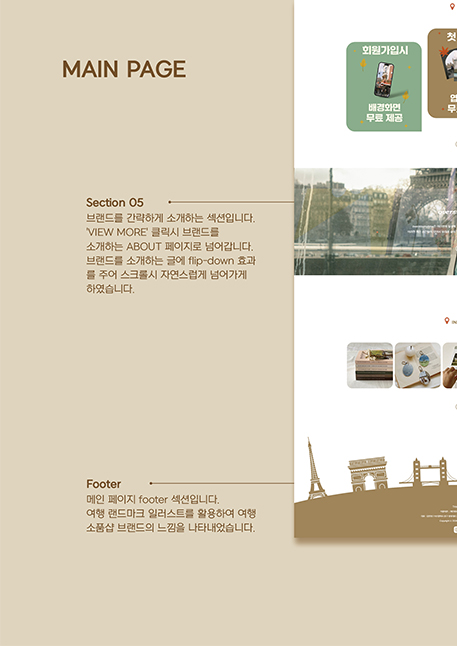 MAIN PAGE
회원가입시
배경화면
무료 제공
첫
Section 05
브랜드를 간략하게 소개하는 섹션입니다.
'VIEW MORE' 클릭시 브랜드를
소개하는 ABOUT 페이지로 넘어갑니다.
브랜드를 소개하는 글에 flip-down 효과
를 주어 스크롤시 자연스럽게 넘어가게
하였습니다.
Footer
메인 페이지 footer 섹션입니다.
여행 랜드마크 일러스트를 활용하여 여행
소품샵 브랜드의 느낌을 나타내었습니다.